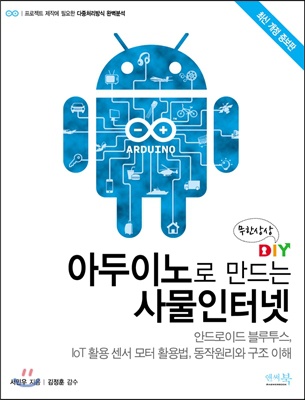 프로젝트 제작에 필요한 다중처리방식 완벽분석
최신 개정 증보판
ARDUINO
무한상상
DIY
아두이노로 만드는
사물인터넷
안드로이드 블루투스,
IoT 활용 센서 모터 활용법, 동작원리와 구조 이해
서민우 지음 김정훈 감수
앤써북